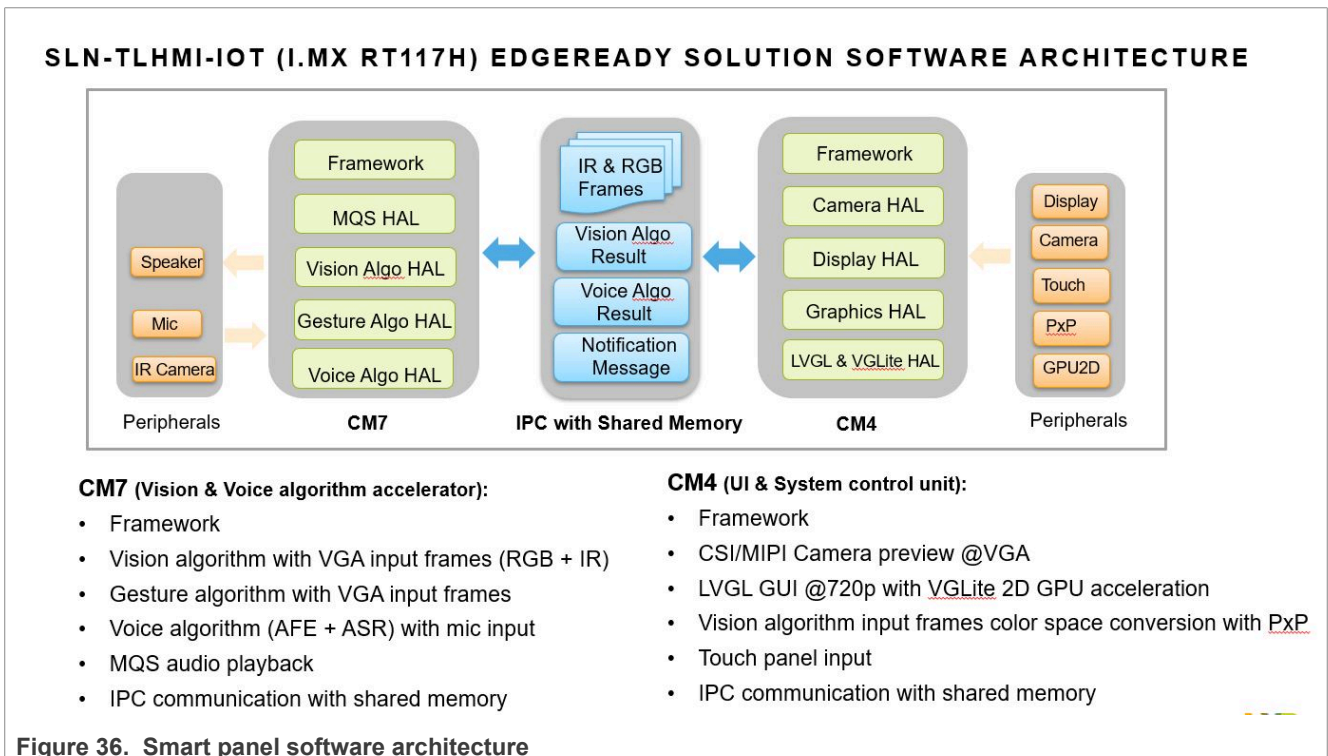 SLN-TLHMI-IOT (I.MX RT117H) EDGEREADY SOLUTION SOFTWARE ARCHITECTURE
Speaker
Mic
IR Camera
Peripherals
Framework
MQS HAL
Vision Algo HAL
Gesture Algo HAL
Voice Algo HAL
CM7
IR & RGB
Frames
Vision Algo
Result
Voice Algo
Result
Notification
Message
IPC with Shared Memory
Framework
Camera HAL
Display HAL
Graphics HAL
LVGL & VGLite HAL
CM4
Display
Camera
Touch
PxP
GPU2D
Peripherals
CM7 (Vision & Voice algorithm accelerator):
• Framework
• Vision algorithm with VGA input frames (RGB + IR)
• Gesture algorithm with VGA input frames
• Voice algorithm (AFE + ASR) with mic input
• MQS audio playback
• IPC communication with shared memory
CM4 (UI & System control unit):
• Framework
• CSI/MIPI Camera preview @VGA
• LVGL GUI @720p with VGLite 2D GPU acceleration
• Vision algorithm input frames color space conversion with PxP
• Touch panel input
• IPC communication with shared memory
Figure 36. Smart panel software architecture